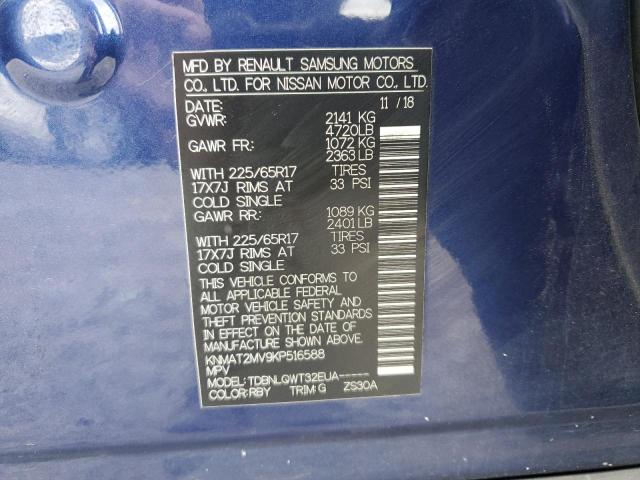 MFD BY RENAULT SAMSUNG MOTORS
CO., LTD. FOR NISSAN MOTOR CO., LTD.
DATE: 11 / 18
GVWR: 2141 KG
4720LB
GAWR FR: 1072 KG
2363 LB
WITH 225/65R17 TIRES
17X7J RIMS AT 33 PSI
COLD SINGLE
GAWR RR: 1089 KG
2401 LB
WITH 225/65R17 TIRES
17X7J RIMS AT 33 PSI
COLD SINGLE
THIS VEHICLE CONFORMS TO
ALL APPLICABLE FEDERAL
MOTOR VEHICLE SAFETY AND
THEFT PREVENTION STANDARDS
IN EFFECT ON THE DATE OF
MANUFACTURE SHOWN ABOVE.
KNMAT2MV9KP516588
MPV
MODEL: TDBNLQWT32EUA-----
COLOR: RBY TRIM: G ZS30A